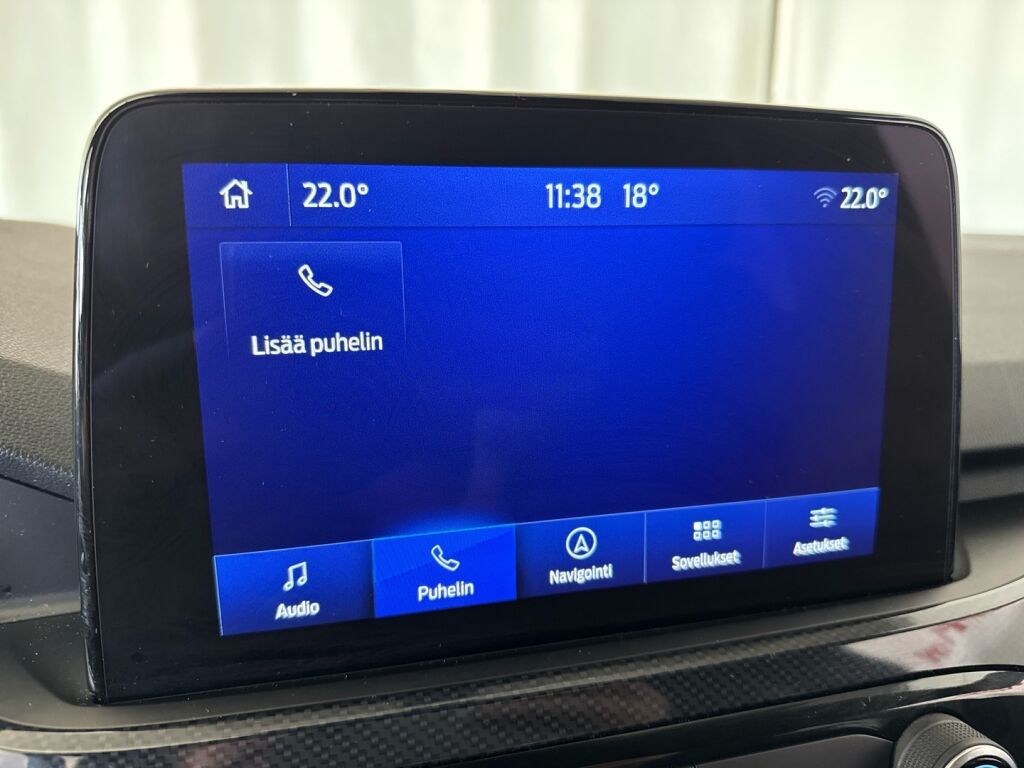 22.0° 11:38 18° 22.0°
Lisää puhelin
Audio Puhelin Navigointi Sovellukset Asetukset